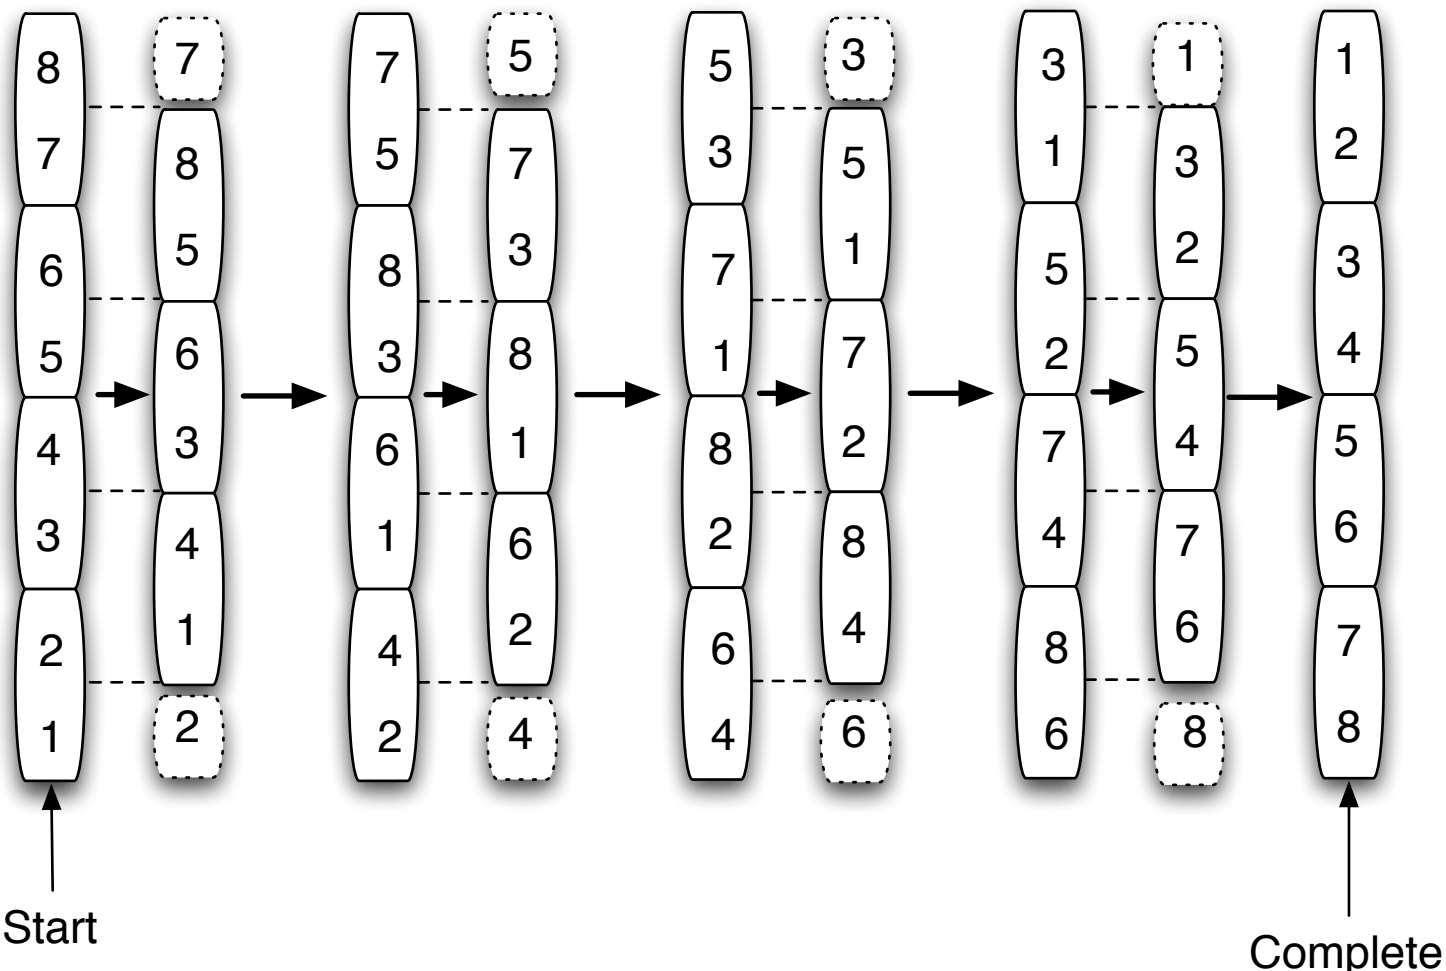 8 7 7 5 5 3 3 1 1
7 8 5 7 3 5 1 3 2
6 5 8 3 7 1 5 2 3
5 6 3 8 1 7 2 5 4
4 3 6 1 8 2 7 4 5
3 4 1 6 2 8 4 7 6
2 1 4 2 6 4 8 6 7
1 2 2 4 4 6 6 8 8
Start
Complete